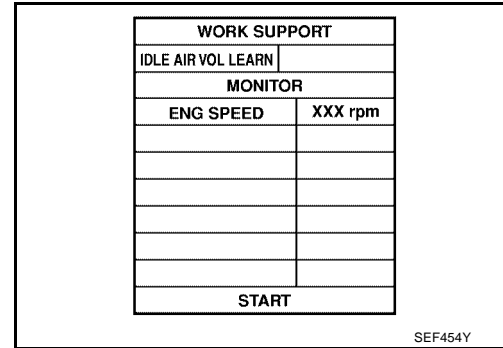 WORK SUPPORT
IDLE AIR VOL LEARN
MONITOR
ENG SPEED XXX rpm
START
SEF454Y